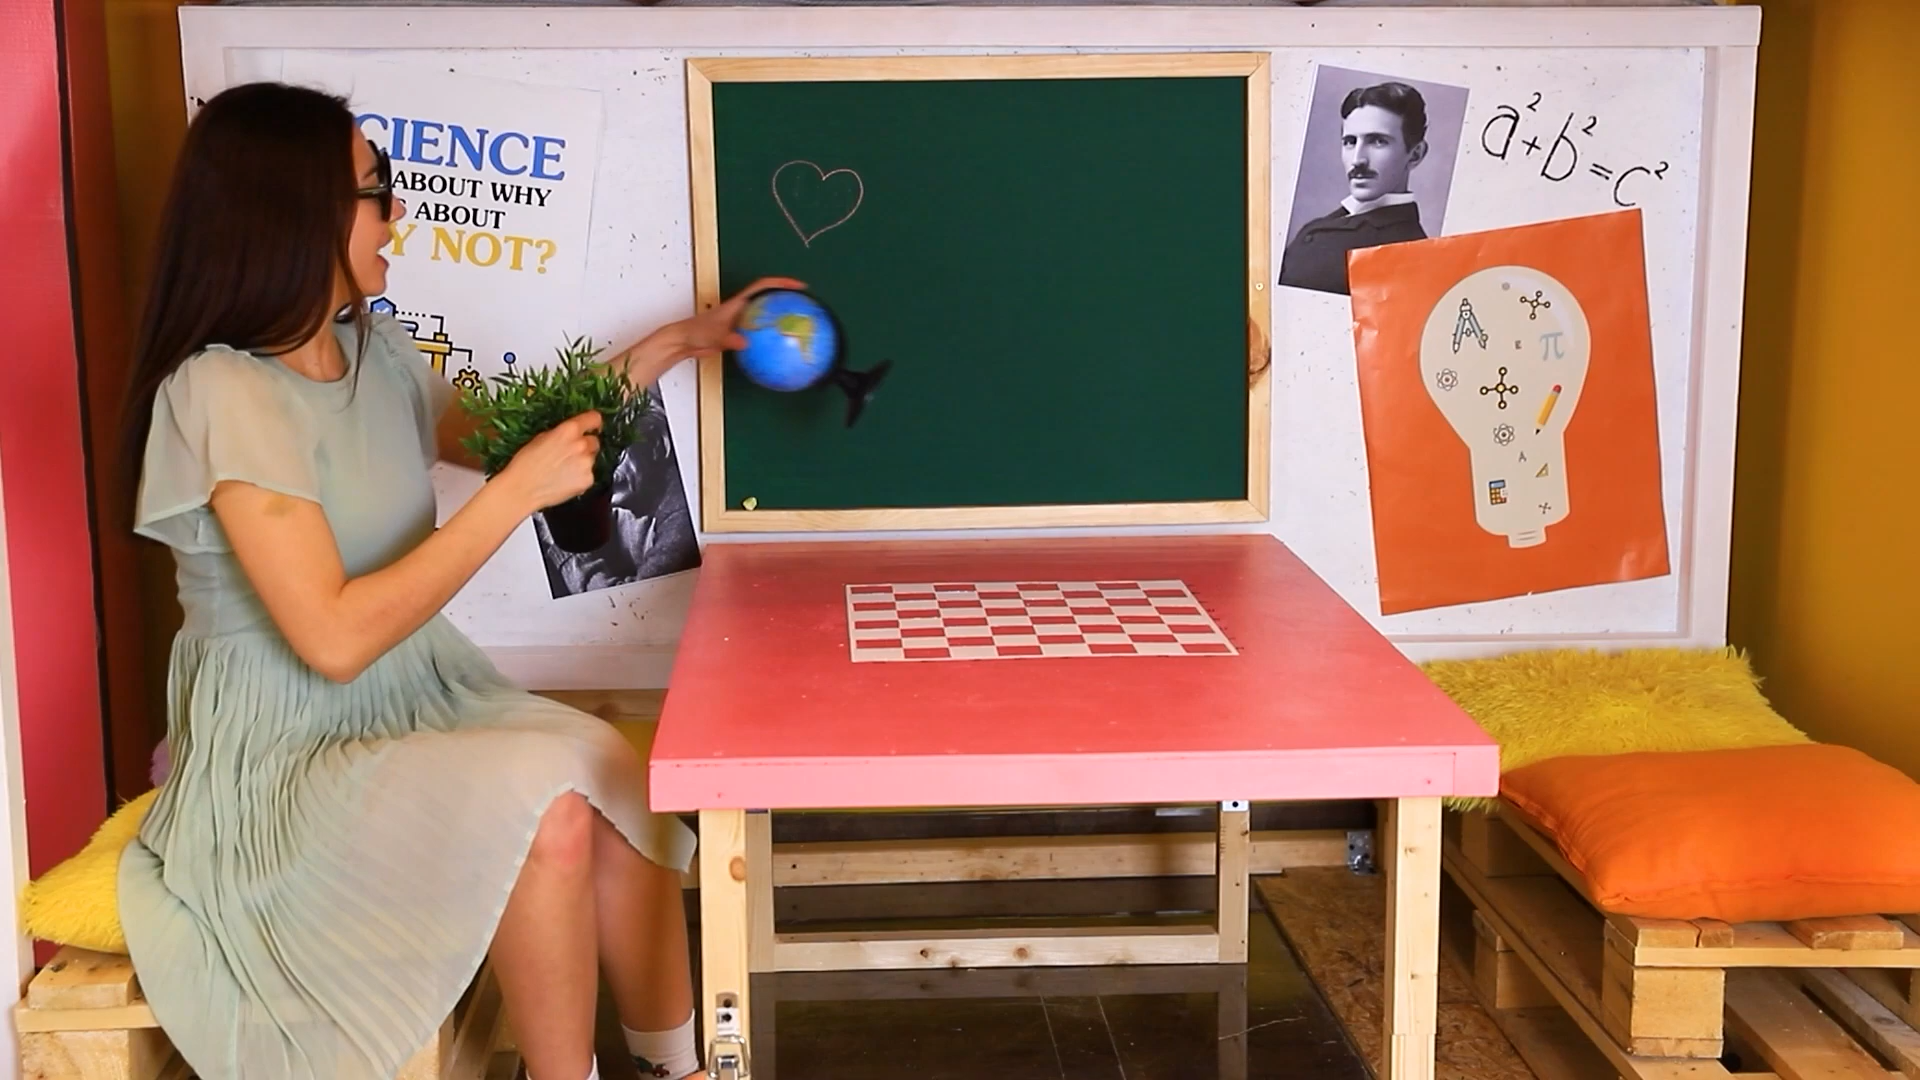 CIENCE
ABOUT WHY
ABOUT
Y NOT?
a²+b²=c²
π
E
A